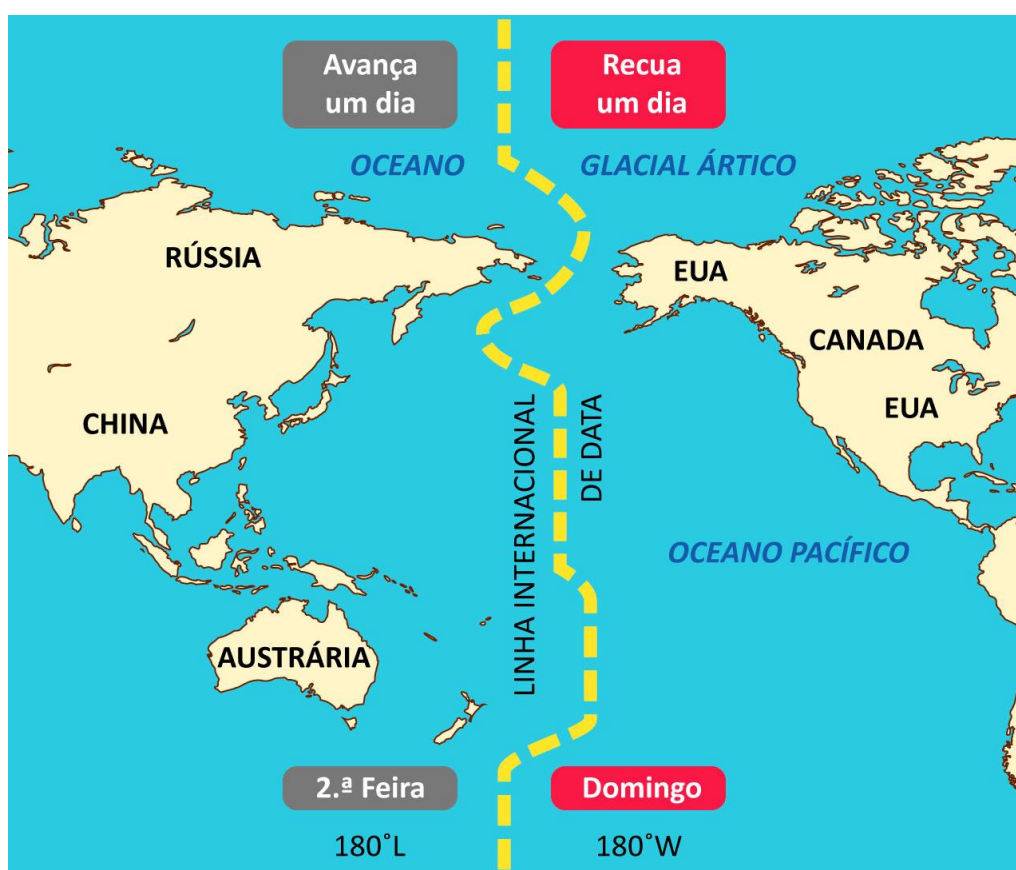 Avança
um dia
Recua
um dia
OCEANO GLACIAL ÁRTICO
RÚSSIA
EUA
CANADA
EUA
CHINA
LINHA INTERNACIONAL
DE DATA
OCEANO PACÍFICO
AUSTRÁRIA
2.ª Feira
Domingo
180°L
180°W